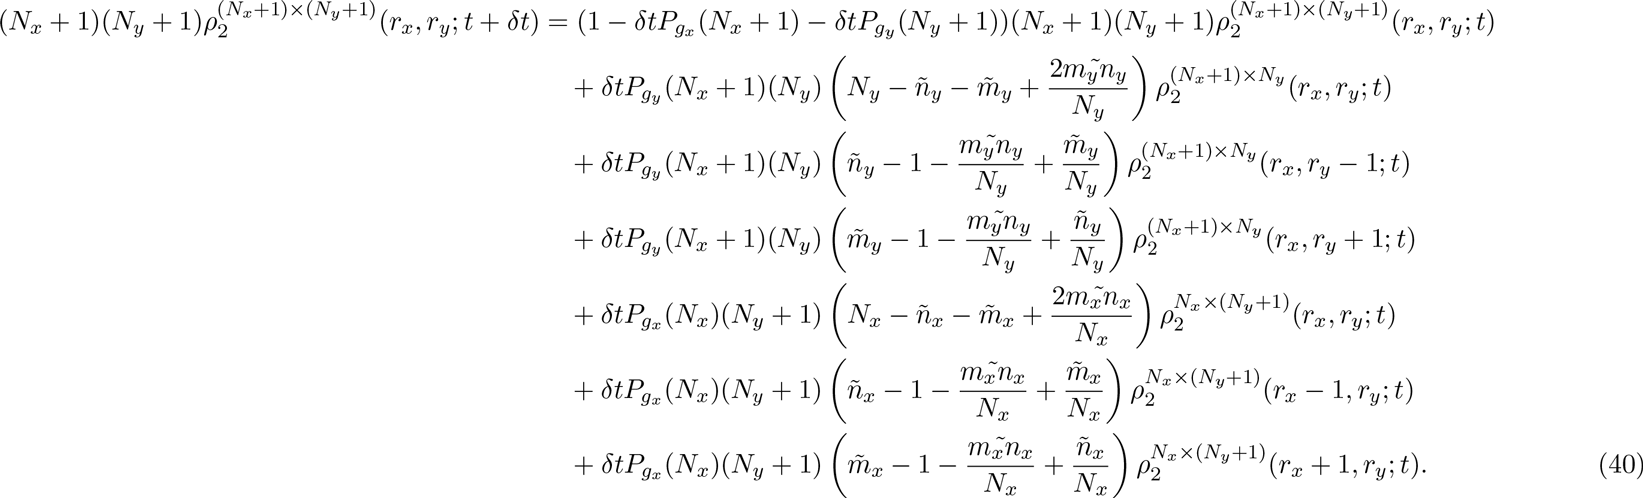 $(N_x+1)(N_y+1)\rho_2^{(N_x+1)\times(N_y+1)}(r_x,r_y;t+\delta t) = (1-\delta t P_{g_x}(N_x+1)-\delta t P_{g_y}(N_y+1))(N_x+1)(N_y+1)\rho_2^{(N_x+1)\times(N_y+1)}(r_x,r_y;t)$
$+\,\delta t P_{g_y}(N_x+1)(N_y)\left(N_y-\tilde{n}_y-\tilde{m}_y+\frac{2\tilde{m_y n_y}}{N_y}\right)\rho_2^{(N_x+1)\times N_y}(r_x,r_y;t)$
$+\,\delta t P_{g_y}(N_x+1)(N_y)\left(\tilde{n}_y-1-\frac{\tilde{m_y n_y}}{N_y}+\frac{\tilde{m}_y}{N_y}\right)\rho_2^{(N_x+1)\times N_y}(r_x,r_y-1;t)$
$+\,\delta t P_{g_y}(N_x+1)(N_y)\left(\tilde{m}_y-1-\frac{\tilde{m_y n_y}}{N_y}+\frac{\tilde{n}_y}{N_y}\right)\rho_2^{(N_x+1)\times N_y}(r_x,r_y+1;t)$
$+\,\delta t P_{g_x}(N_x)(N_y+1)\left(N_x-\tilde{n}_x-\tilde{m}_x+\frac{2\tilde{m_x n_x}}{N_x}\right)\rho_2^{N_x\times(N_y+1)}(r_x,r_y;t)$
$+\,\delta t P_{g_x}(N_x)(N_y+1)\left(\tilde{n}_x-1-\frac{\tilde{m_x n_x}}{N_x}+\frac{\tilde{m}_x}{N_x}\right)\rho_2^{N_x\times(N_y+1)}(r_x-1,r_y;t)$
$+\,\delta t P_{g_x}(N_x)(N_y+1)\left(\tilde{m}_x-1-\frac{\tilde{m_x n_x}}{N_x}+\frac{\tilde{n}_x}{N_x}\right)\rho_2^{N_x\times(N_y+1)}(r_x+1,r_y;t).$ (40)